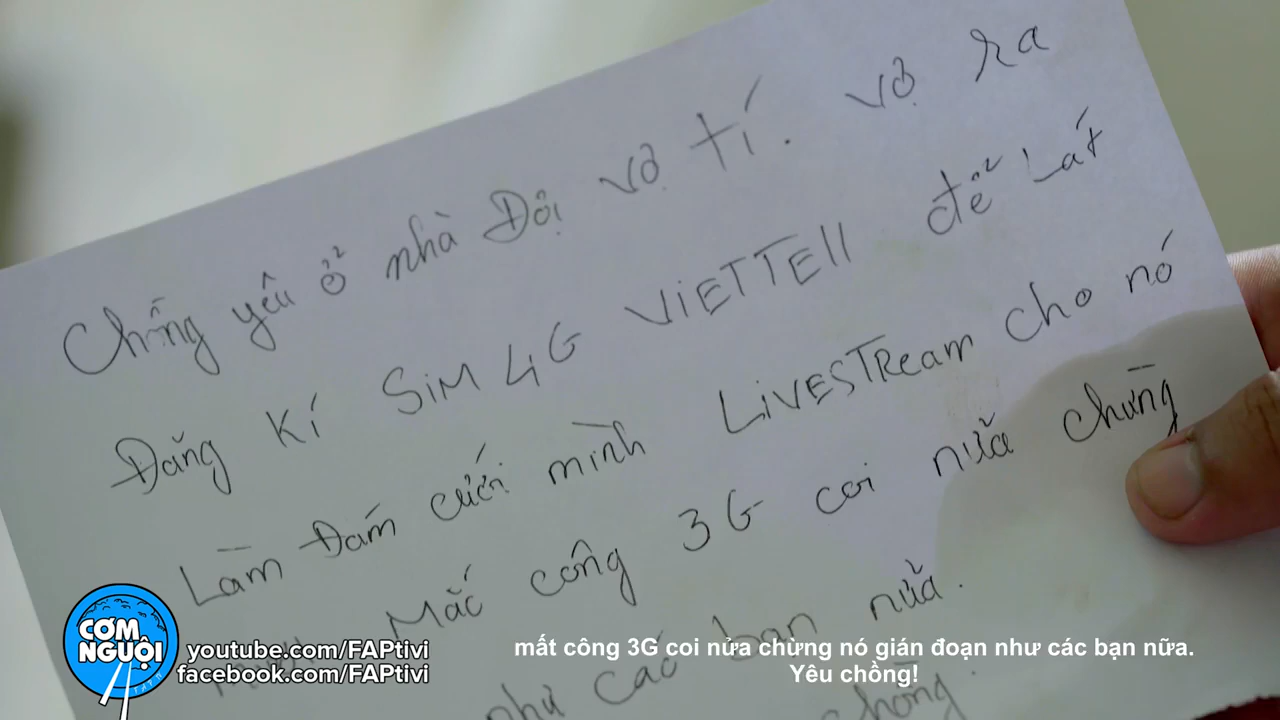 Chồng yêu ở nhà Đợi vợ tí. vợ ra
Đăng Kí SiM 4G ViETTEll để Lát
Làm Đám cưới mình LiVESTReam cho nó
Mắc công 3G coi nửa chừng
như các bạn nữa.
chồng.
CƠM
NGUỘI
youtube.com/FAPtivi
facebook.com/FAPtivi
mất công 3G coi nửa chừng nó gián đoạn như các bạn nữa.
Yêu chồng!